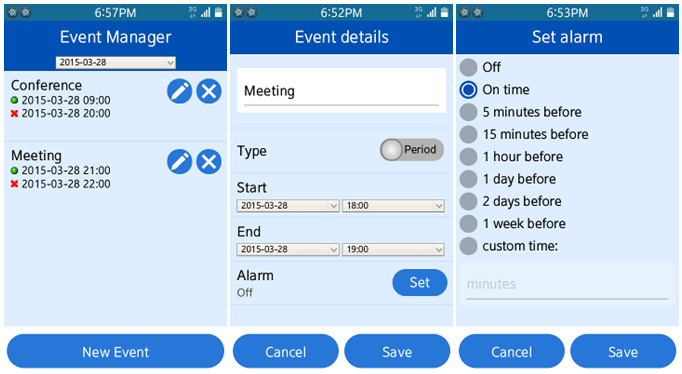 6:57PM
3G
Event Manager
2015-03-28
Conference
2015-03-28 09:00
2015-03-28 20:00
Meeting
2015-03-28 21:00
2015-03-28 22:00
New Event
6:52PM
3G
Event details
Meeting
Type
Period
Start
2015-03-28 18:00
End
2015-03-28 19:00
Alarm
Off
Set
Cancel Save
6:53PM
3G
Set alarm
Off
On time
5 minutes before
15 minutes before
1 hour before
1 day before
2 days before
1 week before
custom time:
minutes
Cancel Save